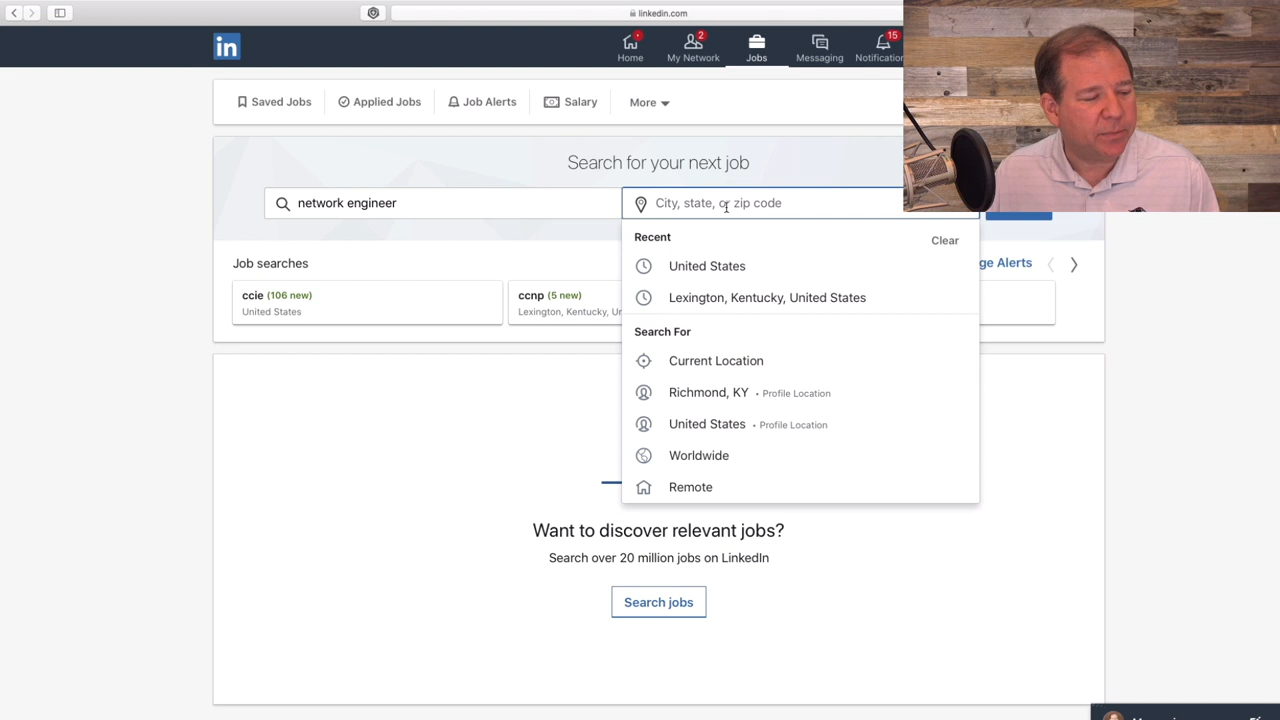 linkedin.com
in
Home
2
My Network
Jobs
Messaging
15
Notification
Saved Jobs
Applied Jobs
Job Alerts
Salary
More
Search for your next job
network engineer
City, state, or zip code
Recent
Clear
United States
Lexington, Kentucky, United States
Search For
Current Location
Richmond, KY • Profile Location
United States • Profile Location
Worldwide
Remote
Job searches
ge Alerts
ccie (106 new)
United States
ccnp (5 new)
Lexington, Kentucky, Un
Want to discover relevant jobs?
Search over 20 million jobs on LinkedIn
Search jobs